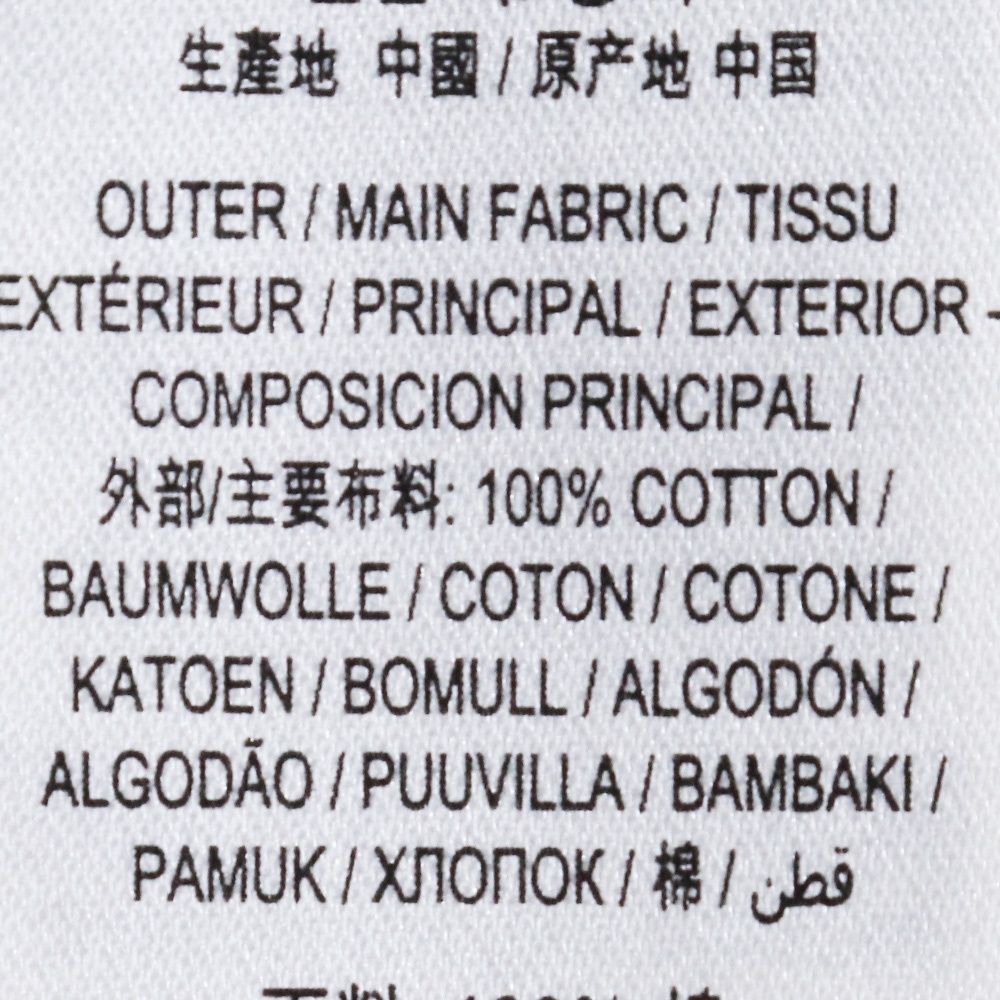 生產地 中國 / 原产地 中国
OUTER / MAIN FABRIC / TISSU
EXTÉRIEUR / PRINCIPAL / EXTERIOR -
COMPOSICION PRINCIPAL /
外部/主要布料: 100% COTTON /
BAUMWOLLE / COTON / COTONE /
KATOEN / BOMULL / ALGODÓN /
ALGODÃO / PUUVILLA / BAMBAKI /
PAMUK / ХЛОПОК / 棉 / قطن